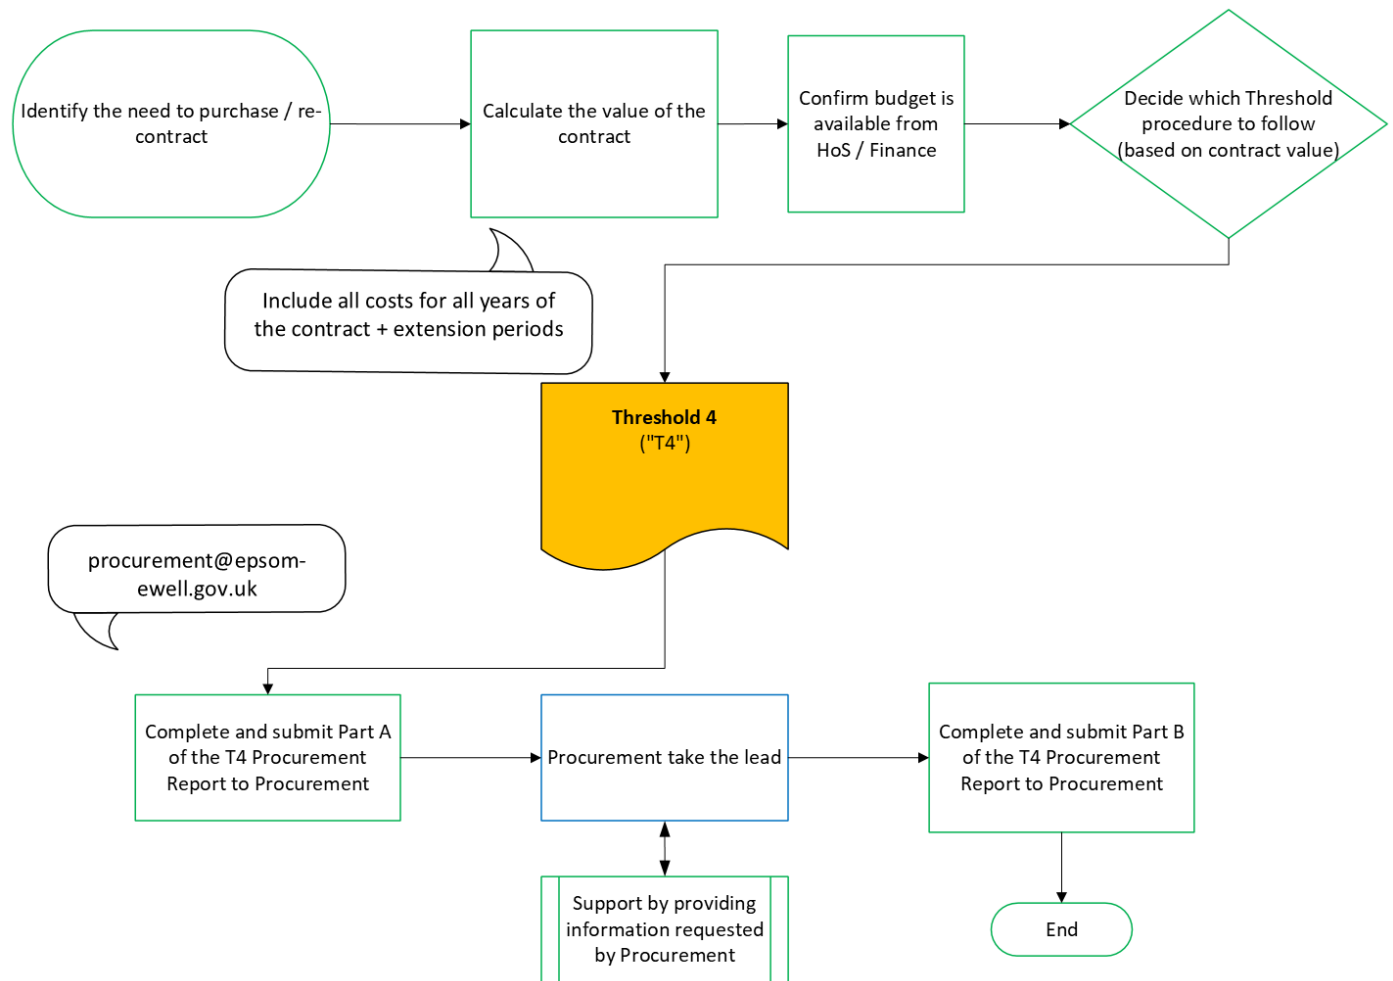 Identify the need to purchase / re-
contract
Calculate the value of the
contract
Confirm budget is
available from
HoS / Finance
Decide which Threshold
procedure to follow
(based on contract value)
Include all costs for all years of
the contract + extension periods
Threshold 4
("T4")
procurement@epsom-
ewell.gov.uk
Complete and submit Part A
of the T4 Procurement
Report to Procurement
Procurement take the lead
Complete and submit Part B
of the T4 Procurement
Report to Procurement
Support by providing
information requested
by Procurement
End